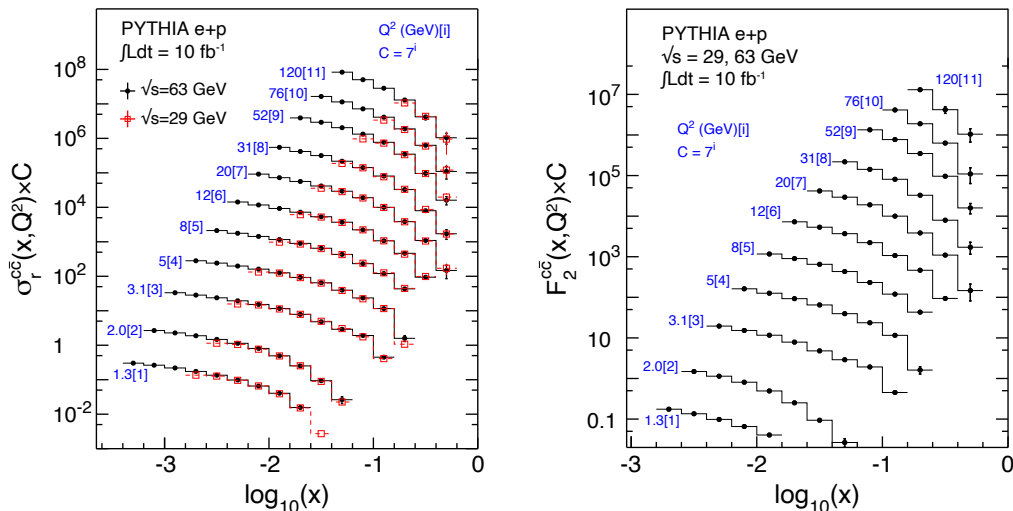 PYTHIA e+p
∫Ldt = 10 fb⁻¹
Q² (GeV)[i]
C = 7ⁱ
√s=63 GeV
√s=29 GeV
120[11]
76[10]
52[9]
31[8]
20[7]
12[6]
8[5]
5[4]
3.1[3]
2.0[2]
1.3[1]
10⁸
10⁶
10⁴
10²
1
10⁻²
σᵣ^cc̄(x,Q²)×C
-3
-2
-1
0
log₁₀(x)
PYTHIA e+p
√s = 29, 63 GeV
∫Ldt = 10 fb⁻¹
Q² (GeV)[i]
C = 7ⁱ
120[11]
76[10]
52[9]
31[8]
20[7]
12[6]
8[5]
5[4]
3.1[3]
2.0[2]
1.3[1]
10⁷
10⁵
10³
10
0.1
F₂^cc̄(x,Q²)×C
-3
-2
-1
0
log₁₀(x)